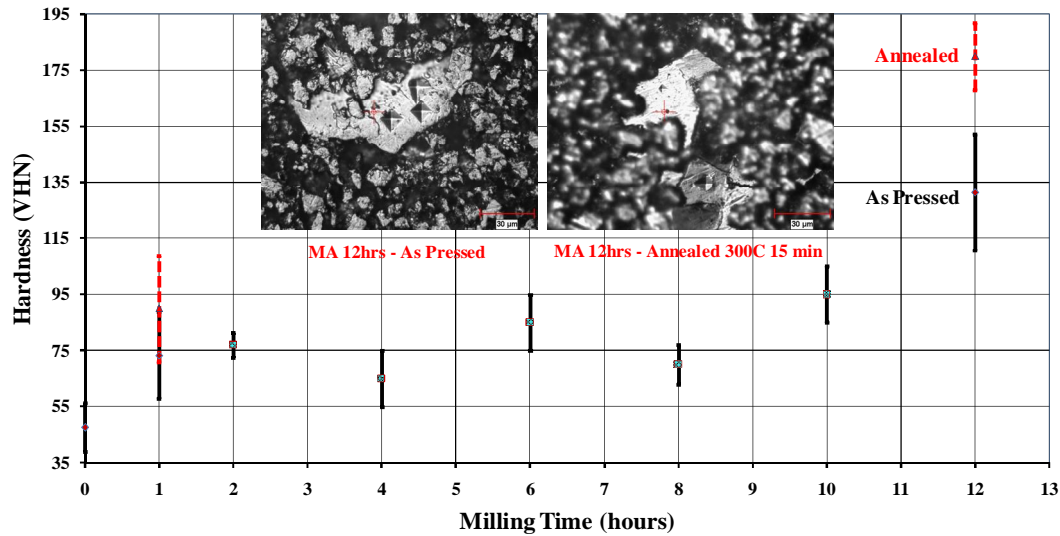 195
175
155
135
115
95
75
55
35
Hardness (VHN)
30 µm
30 µm
MA 12hrs - As Pressed
MA 12hrs - Annealed 300C 15 min
Annealed
As Pressed
0 1 2 3 4 5 6 7 8 9 10 11 12 13
Milling Time (hours)